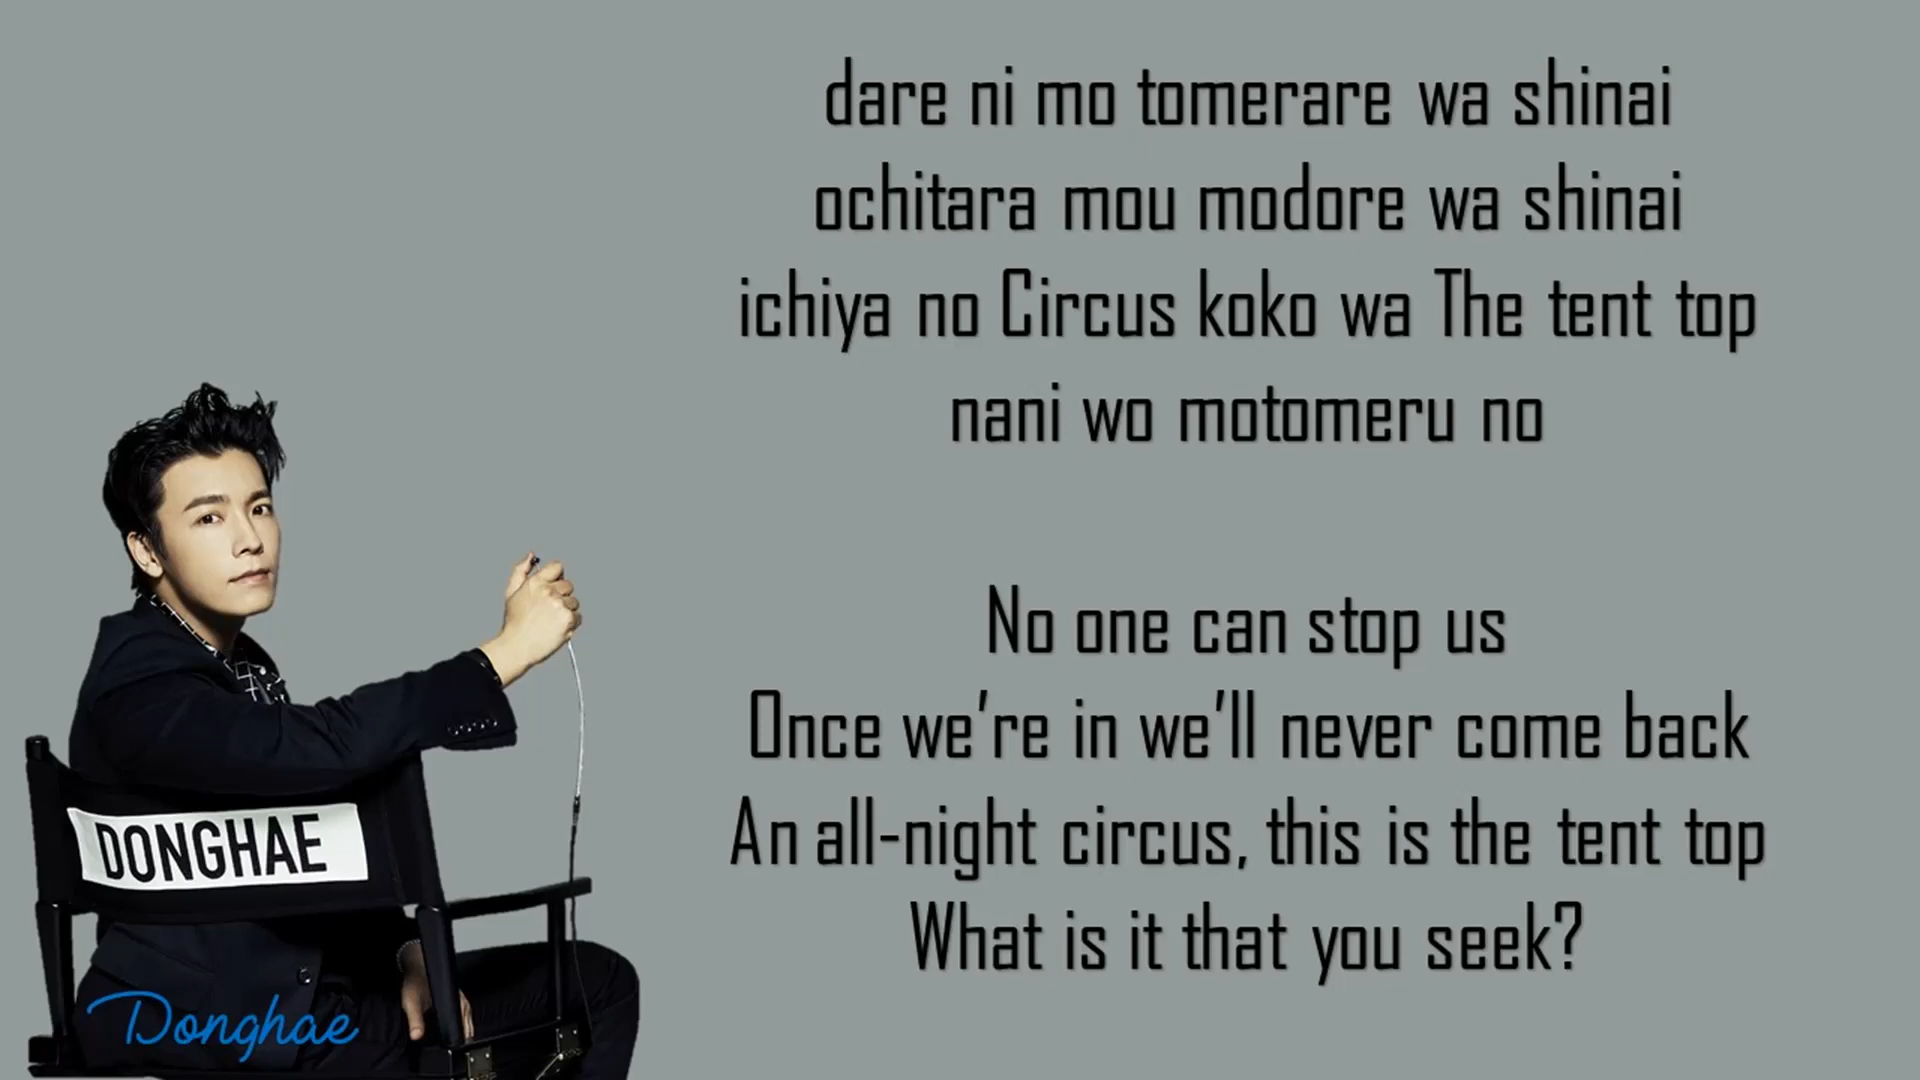 dare ni mo tomerare wa shinai
ochitara mou modore wa shinai
ichiya no Circus koko wa The tent top
nani wo motomeru no
No one can stop us
Once we're in we'll never come back
An all-night circus, this is the tent top
What is it that you seek?
DONGHAE
Donghae